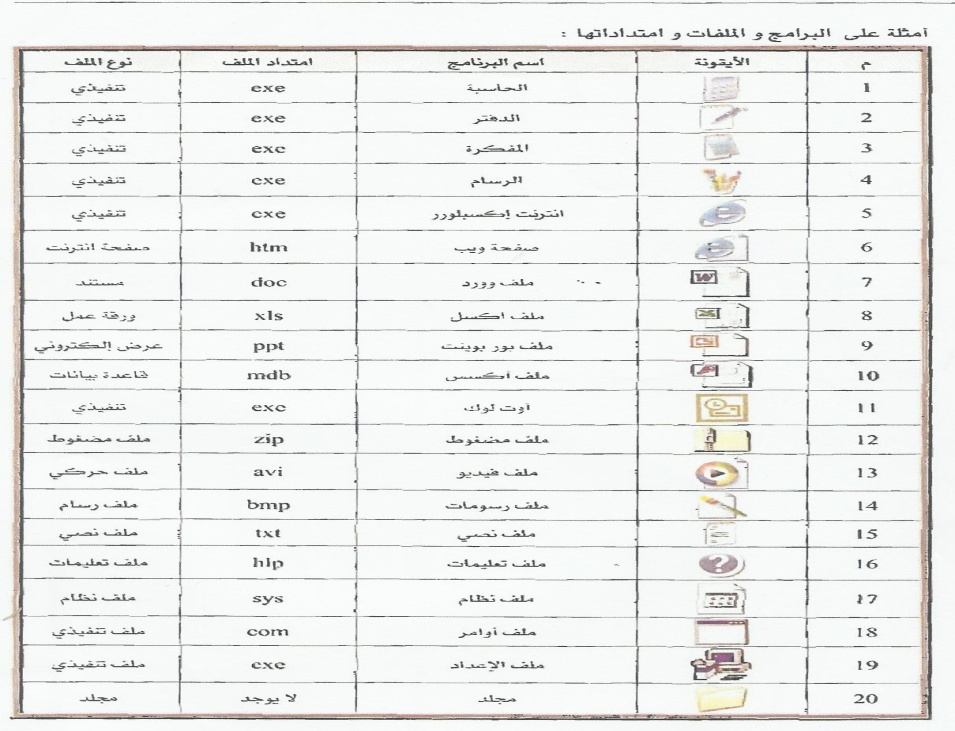 أمثلة على البرامج و الملفات و امتداداتها :
م الأيقونة اسم البرنامج امتداد الملف نوع الملف
1 الحاسبة exe تنفيذي
2 الدفتر exe تنفيذي
3 المفكرة exe تنفيذي
4 الرسام exe تنفيذي
5 انترنت إكسبلورر exe تنفيذي
6 صفحة ويب htm صفحة انترنت
7 ملف وورد doc مستند
8 ملف اكسل xls ورقة عمل
9 ملف بور بوينت ppt عرض إلكتروني
10 ملف أكسس mdb قاعدة بيانات
11 آوت لوك exe تنفيذي
12 ملف مضغوط zip ملف مضغوط
13 ملف فيديو avi ملف حركي
14 ملف رسومات bmp ملف رسام
15 ملف نصي txt ملف نصي
16 ملف تعليمات hlp ملف تعليمات
17 ملف نظام sys ملف نظام
18 ملف أوامر com ملف تنفيذي
19 ملف الإعداد exe ملف تنفيذي
20 مجلد لا يوجد مجلد